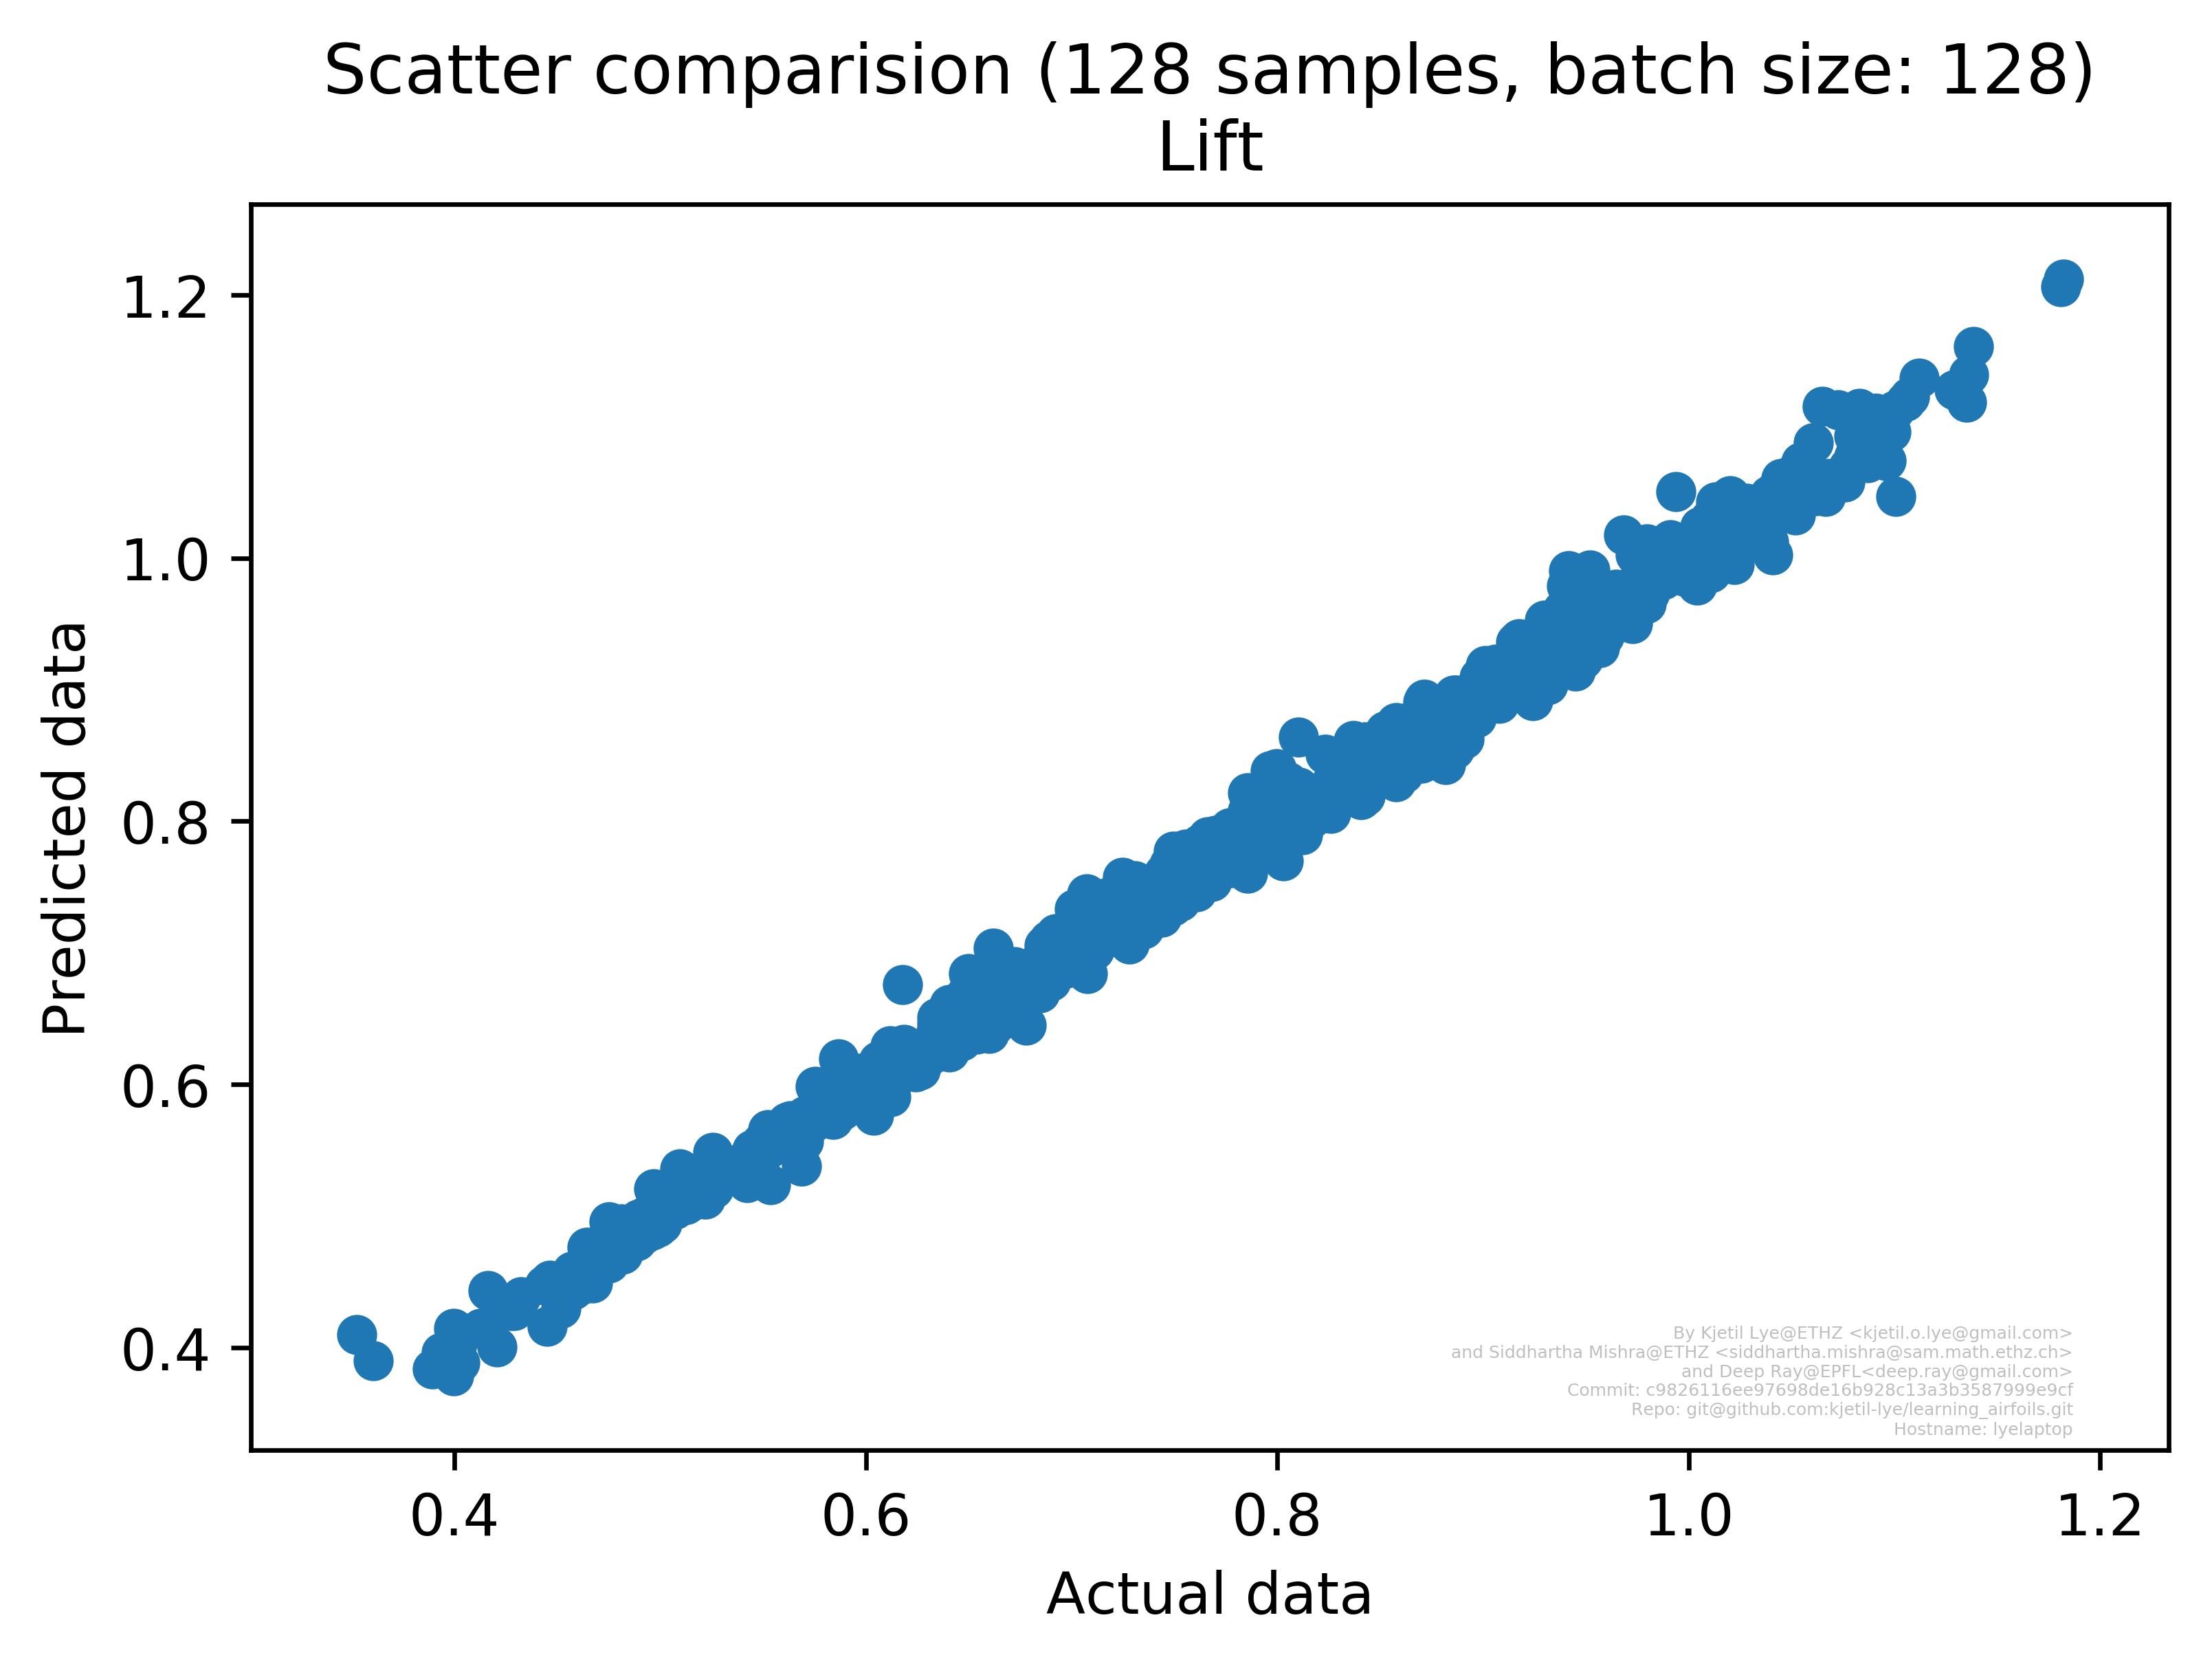 Scatter comparision (128 samples, batch size: 128)
Lift
1.2
1.0
0.8
0.6
0.4
Predicted data
0.4 0.6 0.8 1.0 1.2
Actual data
By Kjetil Lye@ETHZ <kjetil.o.lye@gmail.com>
and Siddhartha Mishra@ETHZ <siddhartha.mishra@sam.math.ethz.ch>
and Deep Ray@EPFL<deep.ray@gmail.com>
Commit: c9826116ee97698de16b928c13a3b3587999e9cf
Repo: git@github.com:kjetil-lye/learning_airfoils.git
Hostname: lyelaptop